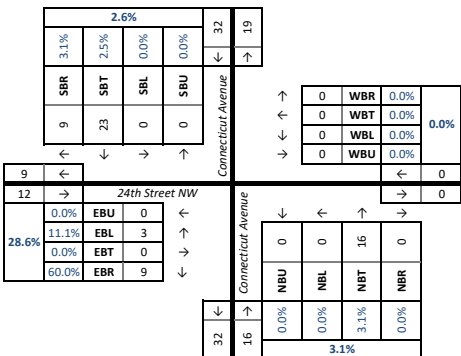 2.6%
32 19
3.1% 2.5% 0.0% 0.0%
↓ ↑
SBR SBT SBL SBU
Connecticut Avenue
9 23 0 0
← ↓ → ↑
↑ 0 WBR 0.0%
← 0 WBT 0.0%
↓ 0 WBL 0.0%
→ 0 WBU 0.0%
0.0%
9 ←
← 0
12 → 24th Street NW
→ 0
28.6%
0.0% EBU 0 ←
11.1% EBL 3 ↑
0.0% EBT 0 →
60.0% EBR 9 ↓
Connecticut Avenue
↓ ← ↑ →
0 0 16 0
NBU NBL NBT NBR
↓ ↑
0.0% 0.0% 3.1% 0.0%
32 16
3.1%